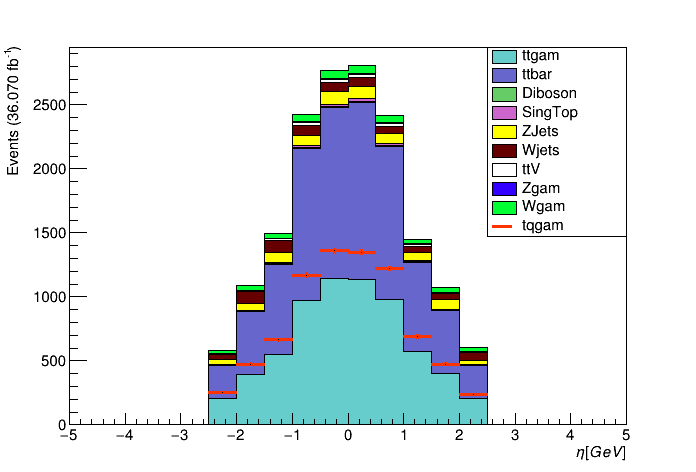 Events (36.070 fb⁻¹)
2500
2000
1500
1000
500
0
−5 −4 −3 −2 −1 0 1 2 3 4 5
η[GeV]
ttgam
ttbar
Diboson
SingTop
ZJets
Wjets
ttV
Zgam
Wgam
tqgam